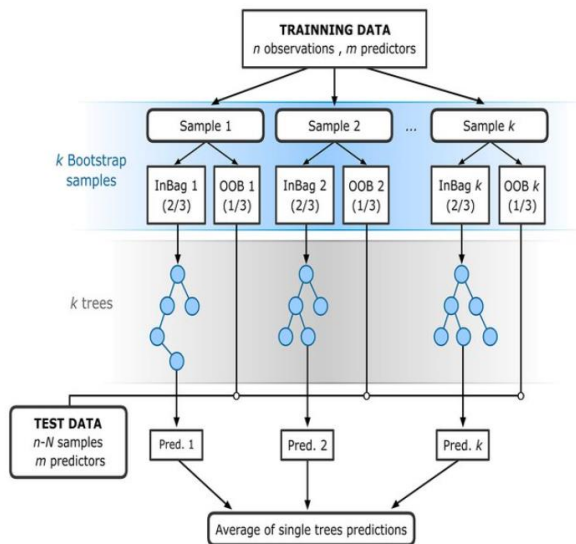 TRAINNING DATA
n observations , m predictors
Sample 1
Sample 2
...
Sample k
k Bootstrap
samples
InBag 1
(2/3)
OOB 1
(1/3)
InBag 2
(2/3)
OOB 2
(1/3)
InBag k
(2/3)
OOB k
(1/3)
k trees
TEST DATA
n-N samples
m predictors
Pred. 1
Pred. 2
Pred. k
Average of single trees predictions